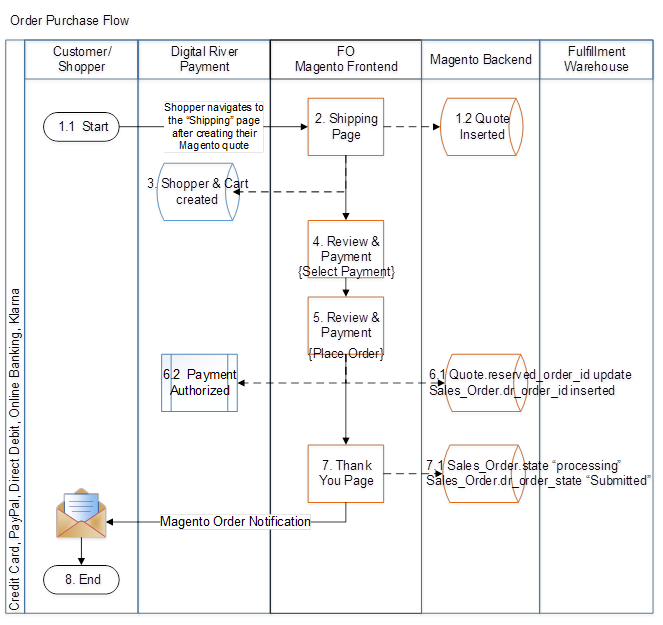 Order Purchase Flow
Customer/
Shopper
Digital River
Payment
FO
Magento Frontend
Magento Backend
Fulfillment
Warehouse
Credit Card, PayPal, Direct Debit, Online Banking, Klarna
1.1 Start
Shopper navigates to
the “Shipping” page
after creating their
Magento quote
2. Shipping
Page
1.2 Quote
Inserted
3. Shopper & Cart
created
4. Review &
Payment
{Select Payment}
5. Review &
Payment
{Place Order}
6.2 Payment
Authorized
6.1 Quote.reserved_order_id update
Sales_Order.dr_order_id inserted
7. Thank
You Page
7.1 Sales_Order.state “processing”
Sales_Order.dr_order_state “Submitted”
Magento Order Notification
8. End